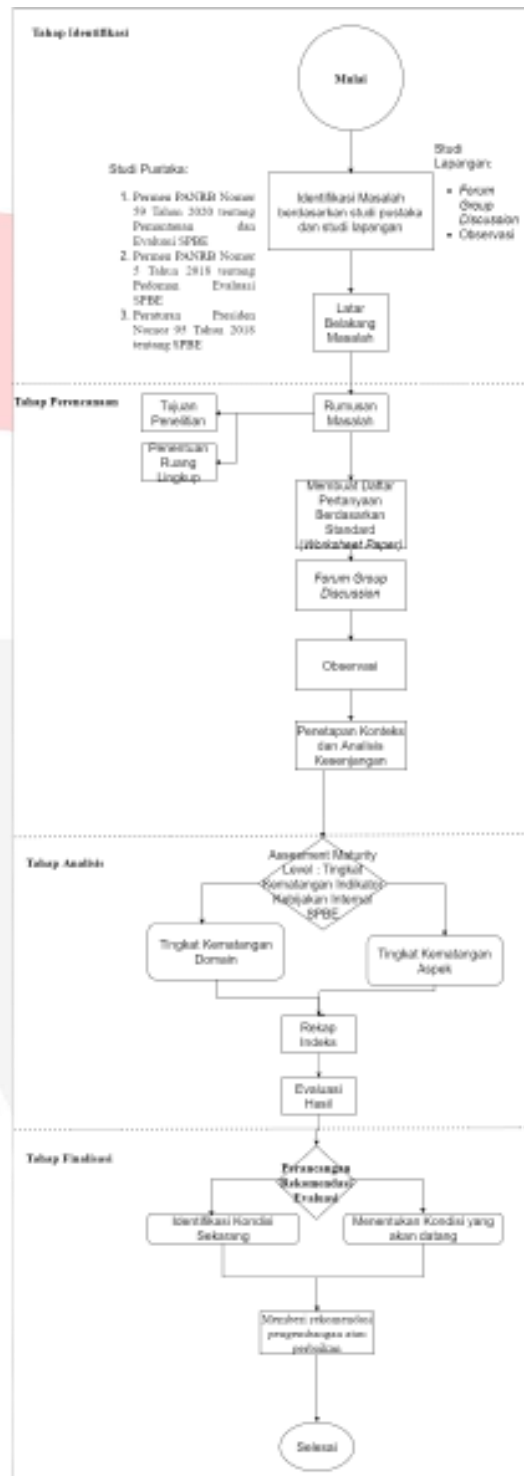 Tahap Identifikasi
Mulai
Studi Pustaka:
1. Permen PANRB Nomor
59 Tahun 2020 tentang
Pemantauan dan
Evaluasi SPBE
2. Permen PANRB Nomor
5 Tahun 2018 tentang
Pedoman Evaluasi
SPBE
3. Peraturan Presiden
Nomor 95 Tahun 2018
tentang SPBE
Identifikasi Masalah
berdasarkan studi pustaka
dan studi lapangan
Studi
Lapangan:
• Forum
Group
Discussion
• Observasi
Latar
Belakang
Masalah
Tahap Perencanaan
Tujuan
Penelitian
Rumusan
Masalah
Penentuan
Ruang
Lingkup
Membuat Daftar
Pertanyaan
Berdasarkan
Standard
(Worksheet Paper)
Forum Group
Discussion
Observasi
Penetapan Konteks
dan Analisis
Kesenjangan
Tahap Analisis
Assesment Maturity
Level : Tingkat
Kematangan Indikator
Kebijakan Internal
SPBE
Tingkat Kematangan
Domain
Tingkat Kematangan
Aspek
Rekap
Indeks
Evaluasi
Hasil
Tahap Finalisasi
Perancangan
Rekomendasi
Evaluasi
Identifikasi Kondisi
Sekarang
Menentukan Kondisi yang
akan datang
Memberi rekomendasi
pengembangan atau
perbaikan
Selesai